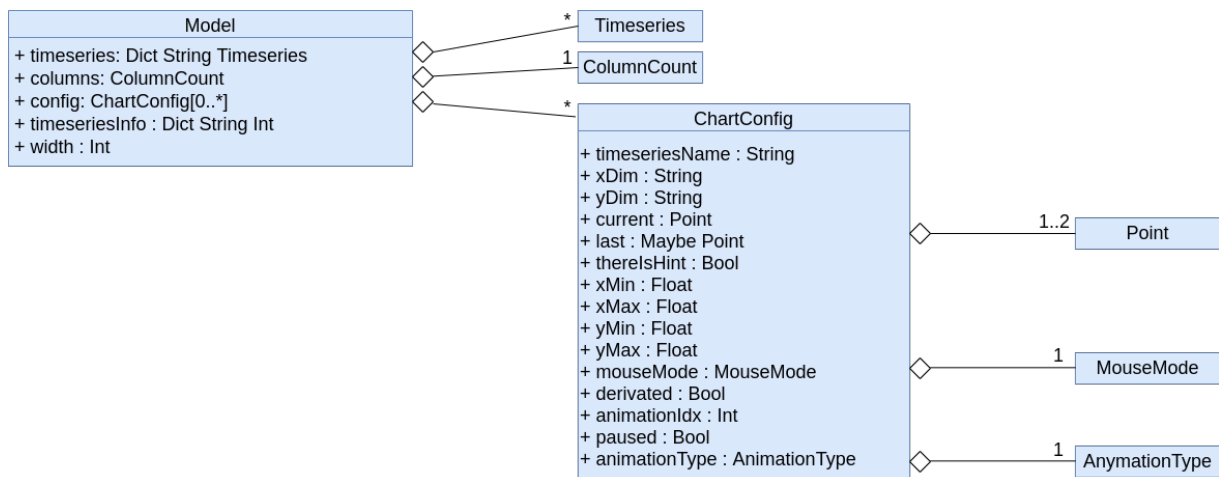 Model
+ timeseries: Dict String Timeseries
+ columns: ColumnCount
+ config: ChartConfig[0..*]
+ timeseriesInfo : Dict String Int
+ width : Int
*
Timeseries
1
ColumnCount
*
ChartConfig
+ timeseriesName : String
+ xDim : String
+ yDim : String
+ current : Point
+ last : Maybe Point
+ thereIsHint : Bool
+ xMin : Float
+ xMax : Float
+ yMin : Float
+ yMax : Float
+ mouseMode : MouseMode
+ derivated : Bool
+ animationIdx : Int
+ paused : Bool
+ animationType : AnimationType
1..2
Point
1
MouseMode
1
AnymationType